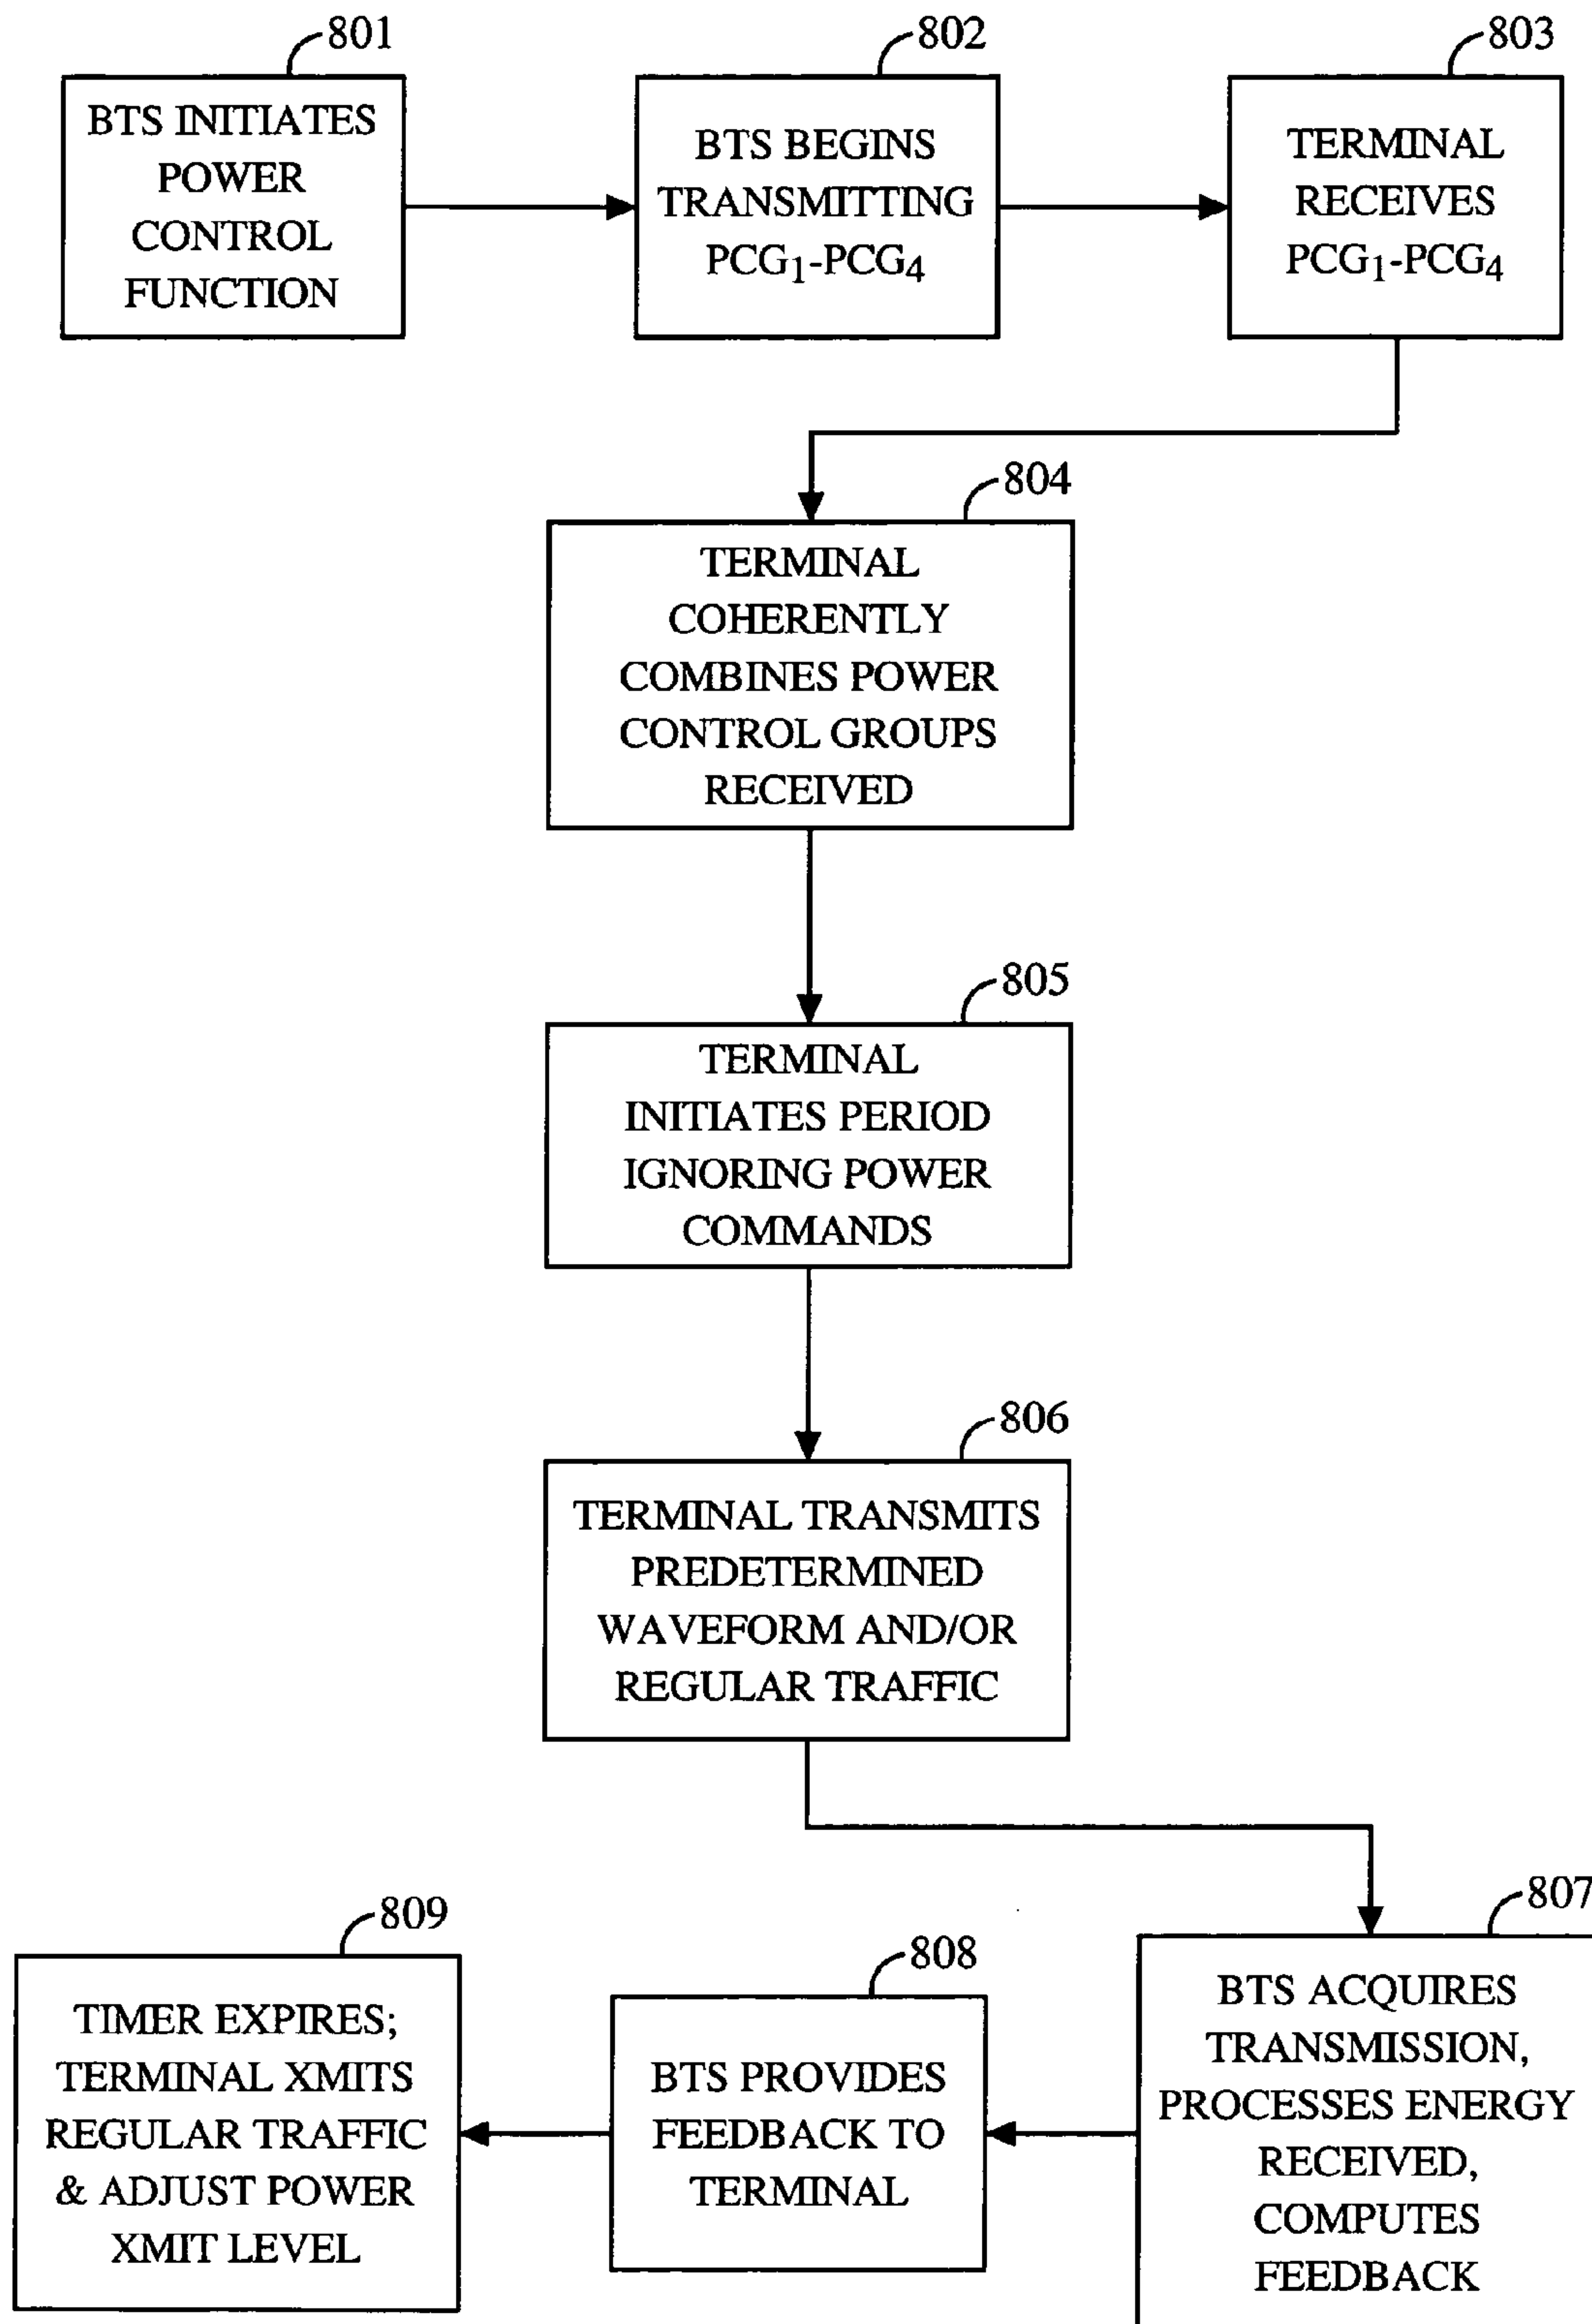 801
BTS INITIATES
POWER
CONTROL
FUNCTION
802
BTS BEGINS
TRANSMITTING
PCG1-PCG4
803
TERMINAL
RECEIVES
PCG1-PCG4
804
TERMINAL
COHERENTLY
COMBINES POWER
CONTROL GROUPS
RECEIVED
805
TERMINAL
INITIATES PERIOD
IGNORING POWER
COMMANDS
806
TERMINAL TRANSMITS
PREDETERMINED
WAVEFORM AND/OR
REGULAR TRAFFIC
807
BTS ACQUIRES
TRANSMISSION,
PROCESSES ENERGY
RECEIVED,
COMPUTES
FEEDBACK
808
BTS PROVIDES
FEEDBACK TO
TERMINAL
809
TIMER EXPIRES;
TERMINAL XMITS
REGULAR TRAFFIC
& ADJUST POWER
XMIT LEVEL